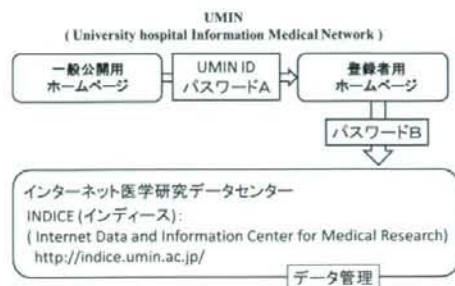 UMIN
( University hospital Information Medical Network )
一般公開用
ホームページ
UMIN ID
パスワードA
登録者用
ホームページ
パスワードB
インターネット医学研究データセンター
INDICE (インディース):
( Internet Data and Information Center for Medical Research)
http://indice.umin.ac.jp/
データ管理